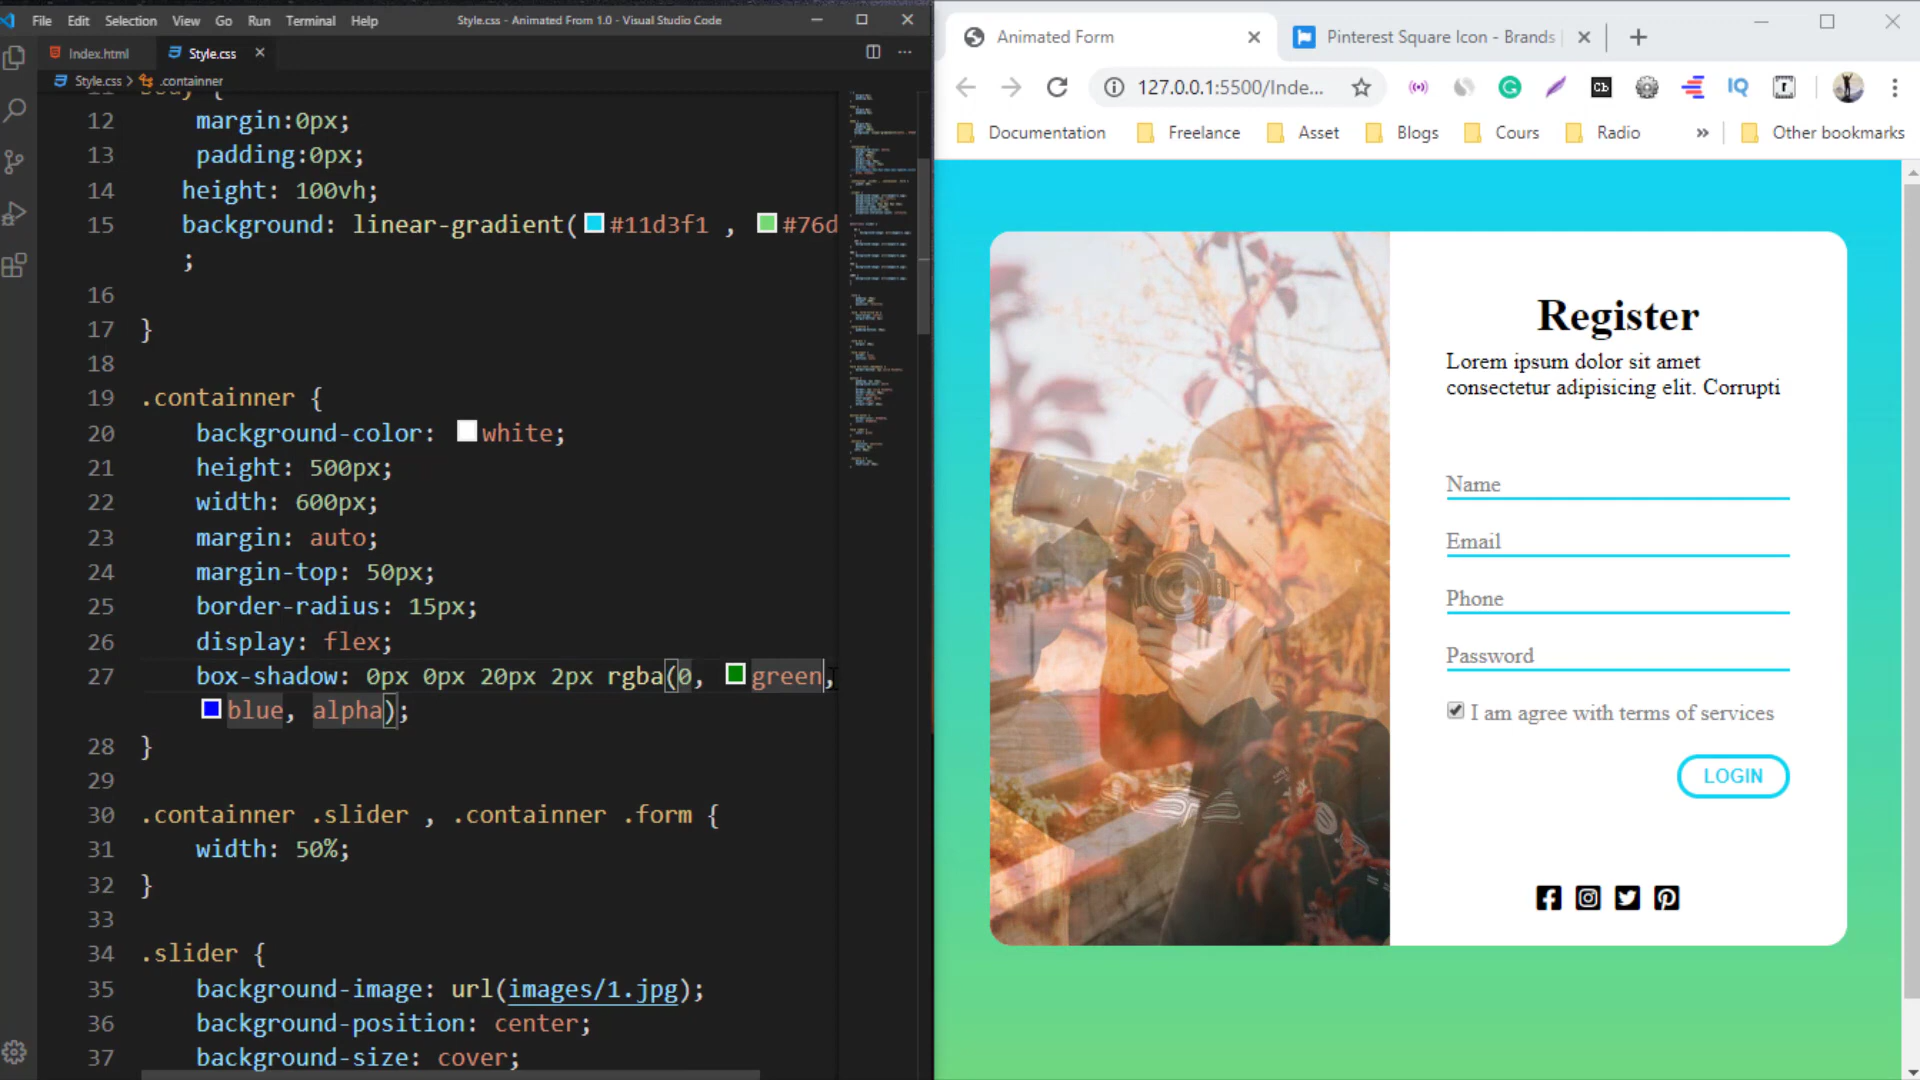 File Edit Selection View Go Run Terminal Help
Style.css - Animated From 1.0 - Visual Studio Code
Index.html
Style.css
Style.css > .containner
11 body {
12 margin:0px;
13 padding:0px;
14 height: 100vh;
15 background: linear-gradient( #11d3f1 , #76d
;
16
17 }
18
19 .containner {
20 background-color: white;
21 height: 500px;
22 width: 600px;
23 margin: auto;
24 margin-top: 50px;
25 border-radius: 15px;
26 display: flex;
27 box-shadow: 0px 0px 20px 2px rgba(0, green,
blue, alpha);
28 }
29
30 .containner .slider , .containner .form {
31 width: 50%;
32 }
33
34 .slider {
35 background-image: url(images/1.jpg);
36 background-position: center;
37 background-size: cover;
Animated Form
Pinterest Square Icon - Brands
127.0.0.1:5500/Inde...
Cb
IQ
Documentation Freelance Asset Blogs Cours Radio » Other bookmarks
Register
Lorem ipsum dolor sit amet
consectetur adipisicing elit. Corrupti
Name
Email
Phone
Password
I am agree with terms of services
LOGIN